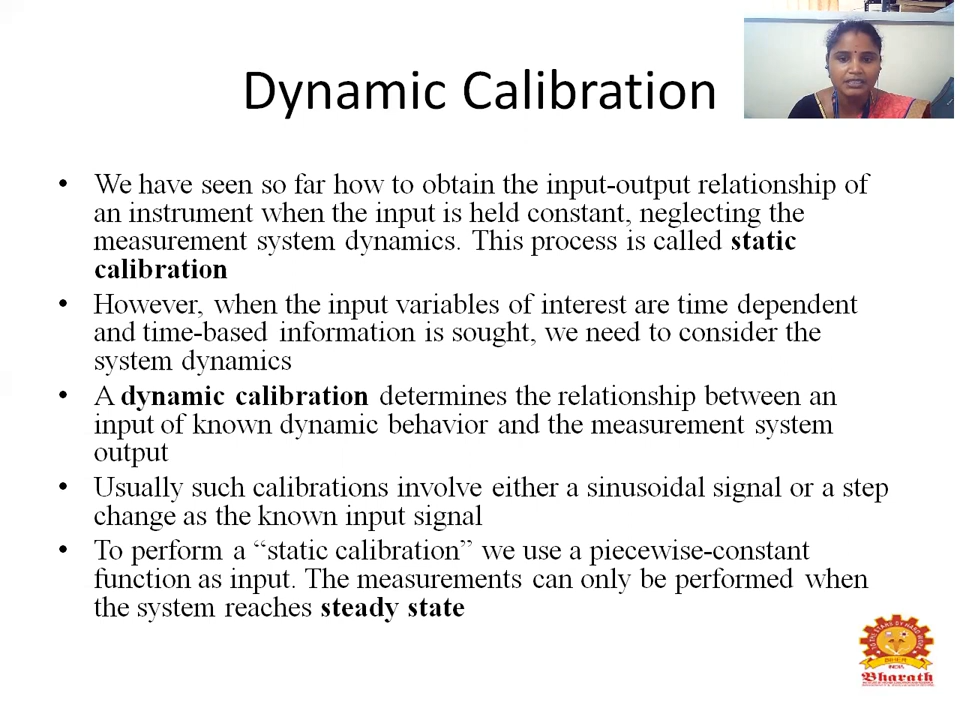 Dynamic Calibration
• We have seen so far how to obtain the input-output relationship of
an instrument when the input is held constant, neglecting the
measurement system dynamics. This process is called static
calibration
• However, when the input variables of interest are time dependent
and time-based information is sought, we need to consider the
system dynamics
• A dynamic calibration determines the relationship between an
input of known dynamic behavior and the measurement system
output
• Usually such calibrations involve either a sinusoidal signal or a step
change as the known input signal
• To perform a “static calibration” we use a piecewise-constant
function as input. The measurements can only be performed when
the system reaches steady state
BIHER
INDIA
Bharath